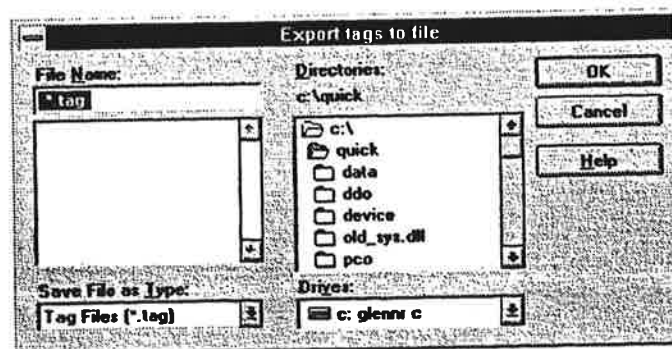 Export tags to file
File Name:
*.tag
Directories:
c:\quick
c:\
quick
data
ddo
device
old_sys.dll
pco
OK
Cancel
Help
Save File as Type:
Tag Files (*.tag)
Drives:
c: glennr c